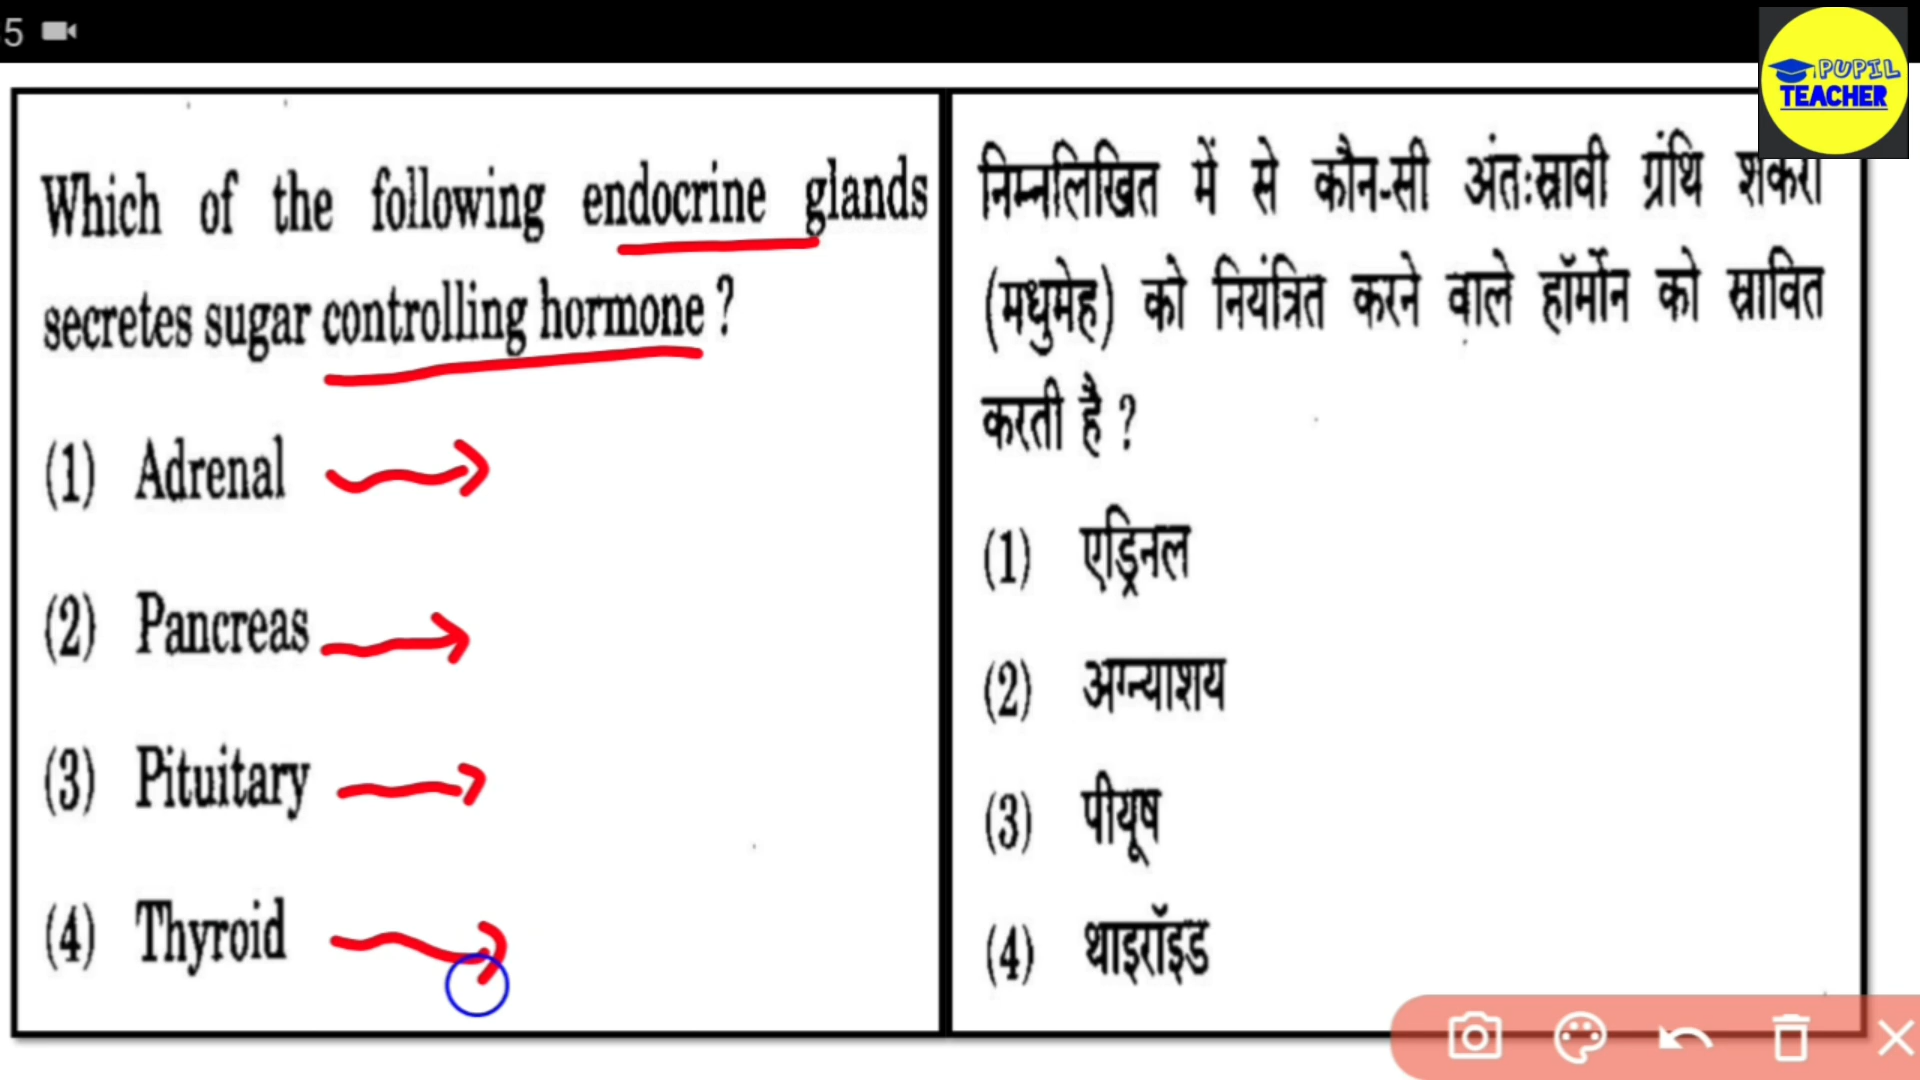 5
PUPIL
TEACHER
Which of the following endocrine glands
secretes sugar controlling hormone ?
(1) Adrenal
(2) Pancreas
(3) Pituitary
(4) Thyroid
निम्नलिखित में से कौन-सी अंतःस्रावी ग्रंथि शर्करा
(मधुमेह) को नियंत्रित करने वाले हॉर्मोन को स्रावित
करती है ?
(1) एड्रिनल
(2) अग्न्याशय
(3) पीयूष
(4) थाइरॉइड